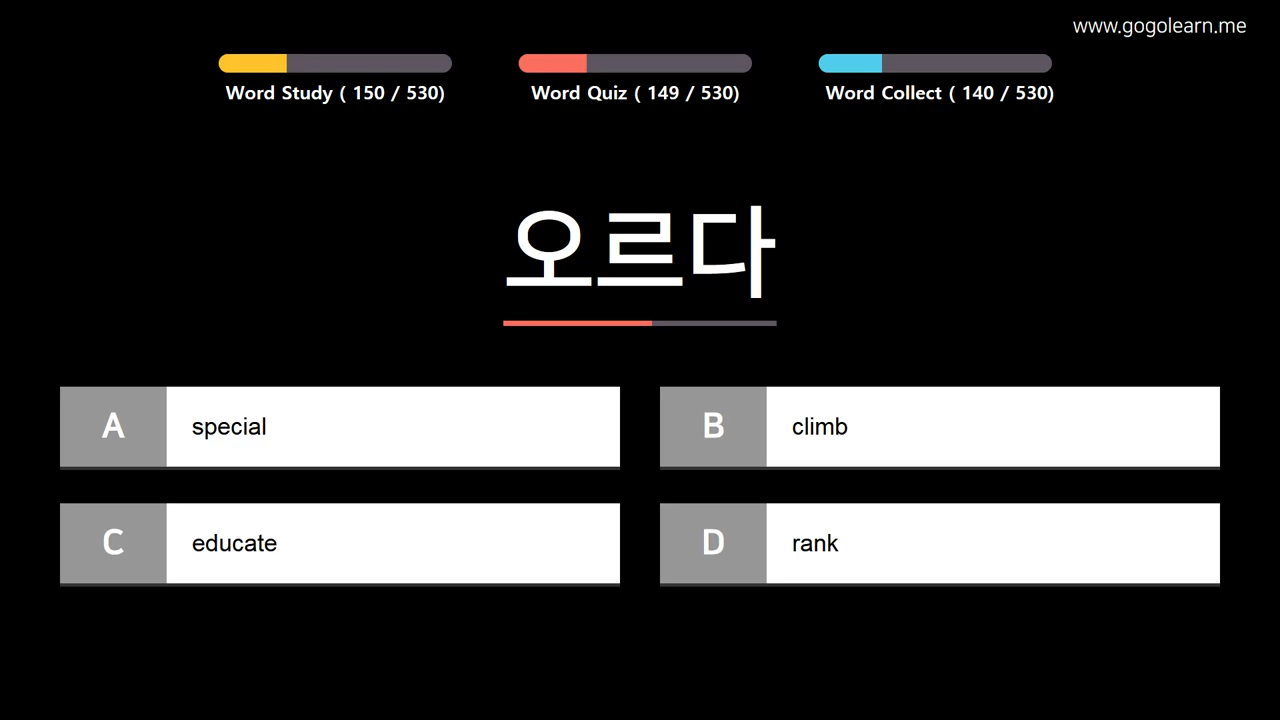 www.gogolearn.me
Word Study ( 150 / 530)
Word Quiz ( 149 / 530)
Word Collect ( 140 / 530)
오르다
A special
B climb
C educate
D rank